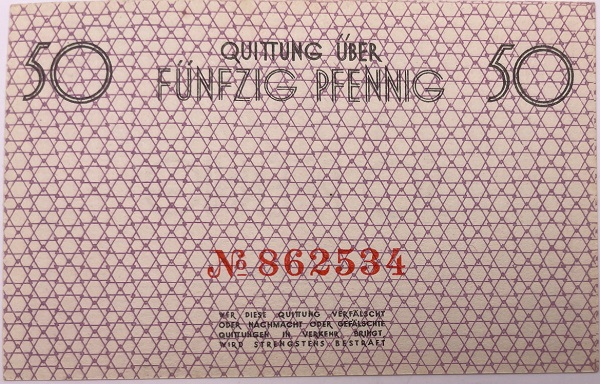 50 QUITTUNG ÜBER 50
FÜNFZIG PFENNIG
№ 862534
WER DIESE QUITTUNG VERFÄLSCHT
ODER NACHMACHT ODER GEFÄLSCHTE
QUITTUNGEN IN VERKEHR BRINGT,
WIRD STRENGSTENS BESTRAFT